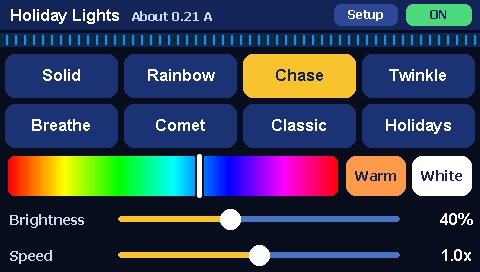 Holiday Lights About 0.21 A Setup ON
Solid Rainbow Chase Twinkle
Breathe Comet Classic Holidays
Warm White
Brightness 40%
Speed 1.0x